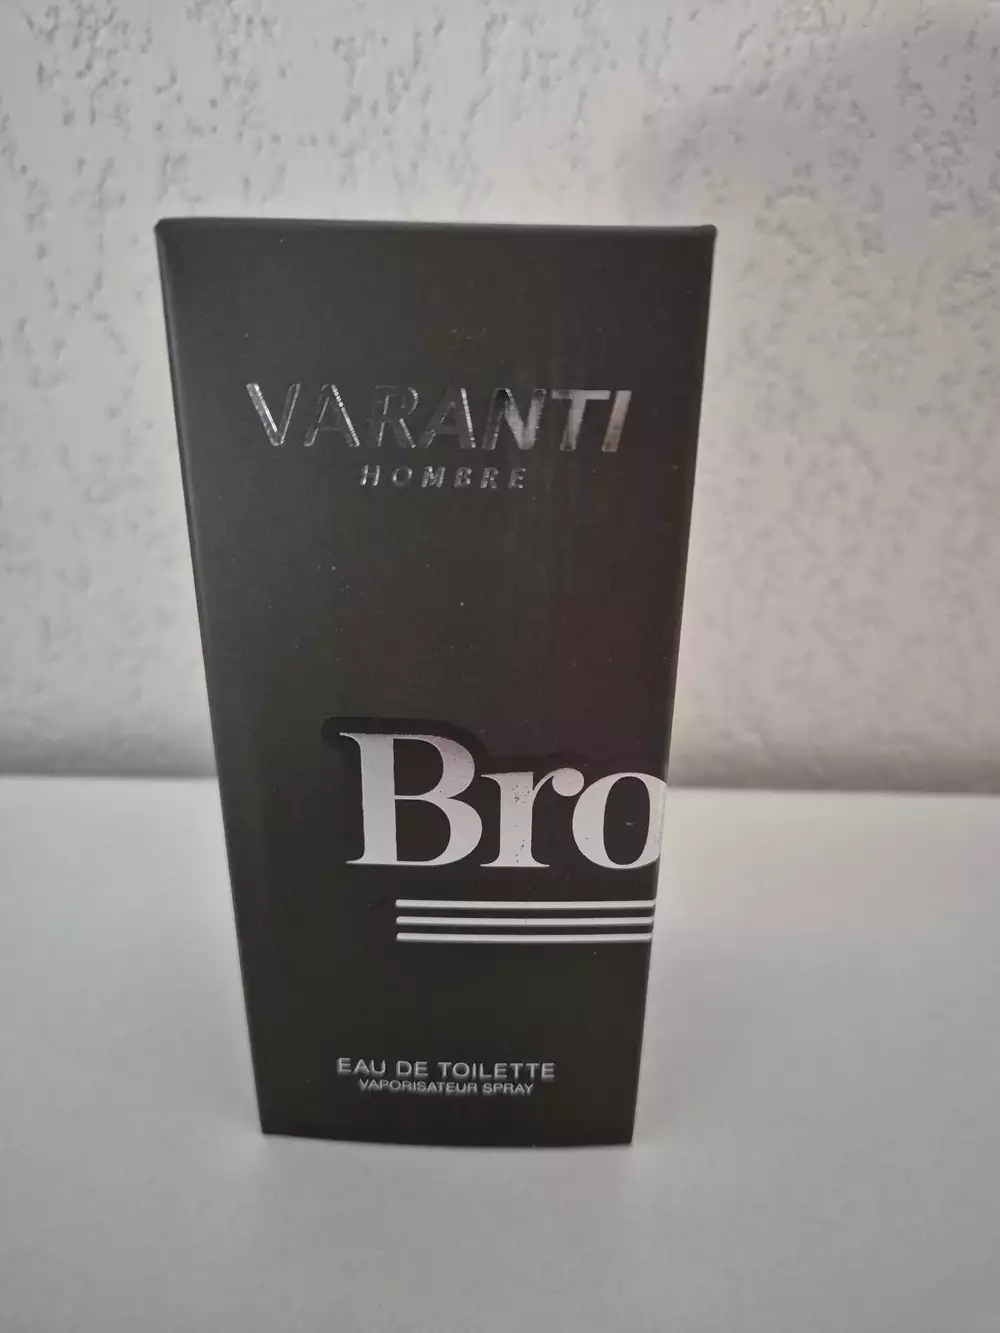 VARANTI
HOMBRE
Bro
EAU DE TOILETTE
VAPORISATEUR SPRAY